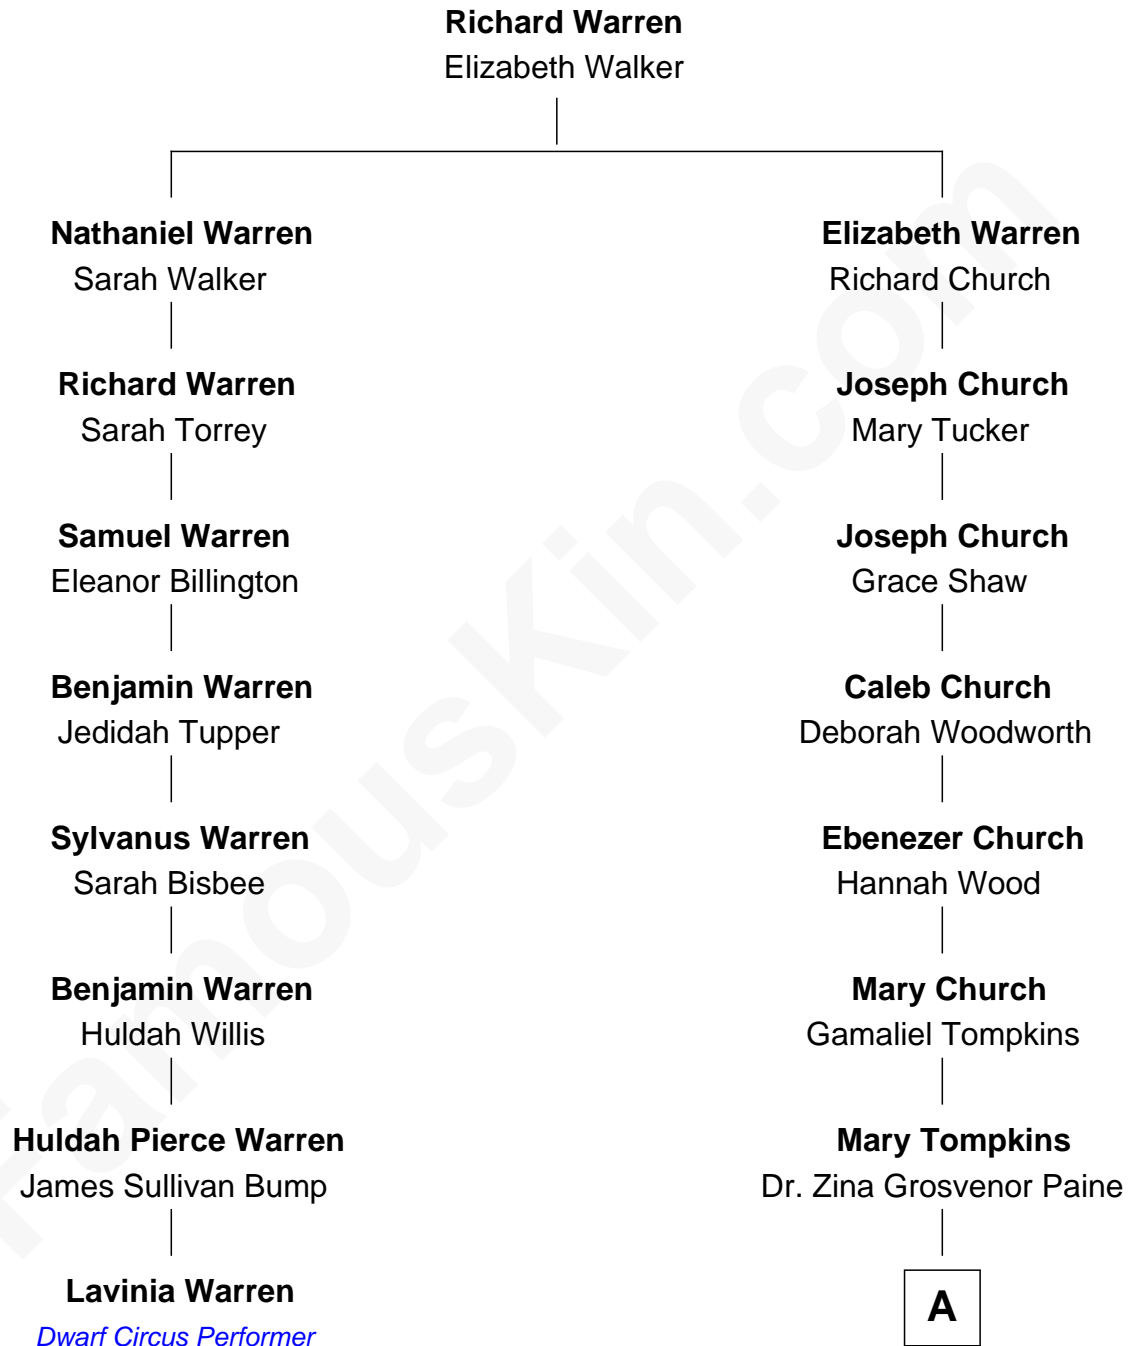 Richard Warren
Elizabeth Walker
Nathaniel Warren
Sarah Walker
Elizabeth Warren
Richard Church
Richard Warren
Sarah Torrey
Joseph Church
Mary Tucker
Samuel Warren
Eleanor Billington
Joseph Church
Grace Shaw
Benjamin Warren
Jedidah Tupper
Caleb Church
Deborah Woodworth
Sylvanus Warren
Sarah Bisbee
Ebenezer Church
Hannah Wood
Benjamin Warren
Huldah Willis
Mary Church
Gamaliel Tompkins
Huldah Pierce Warren
James Sullivan Bump
Mary Tompkins
Dr. Zina Grosvenor Paine
Lavinia Warren
Dwarf Circus Performer
A
FamousKin.com